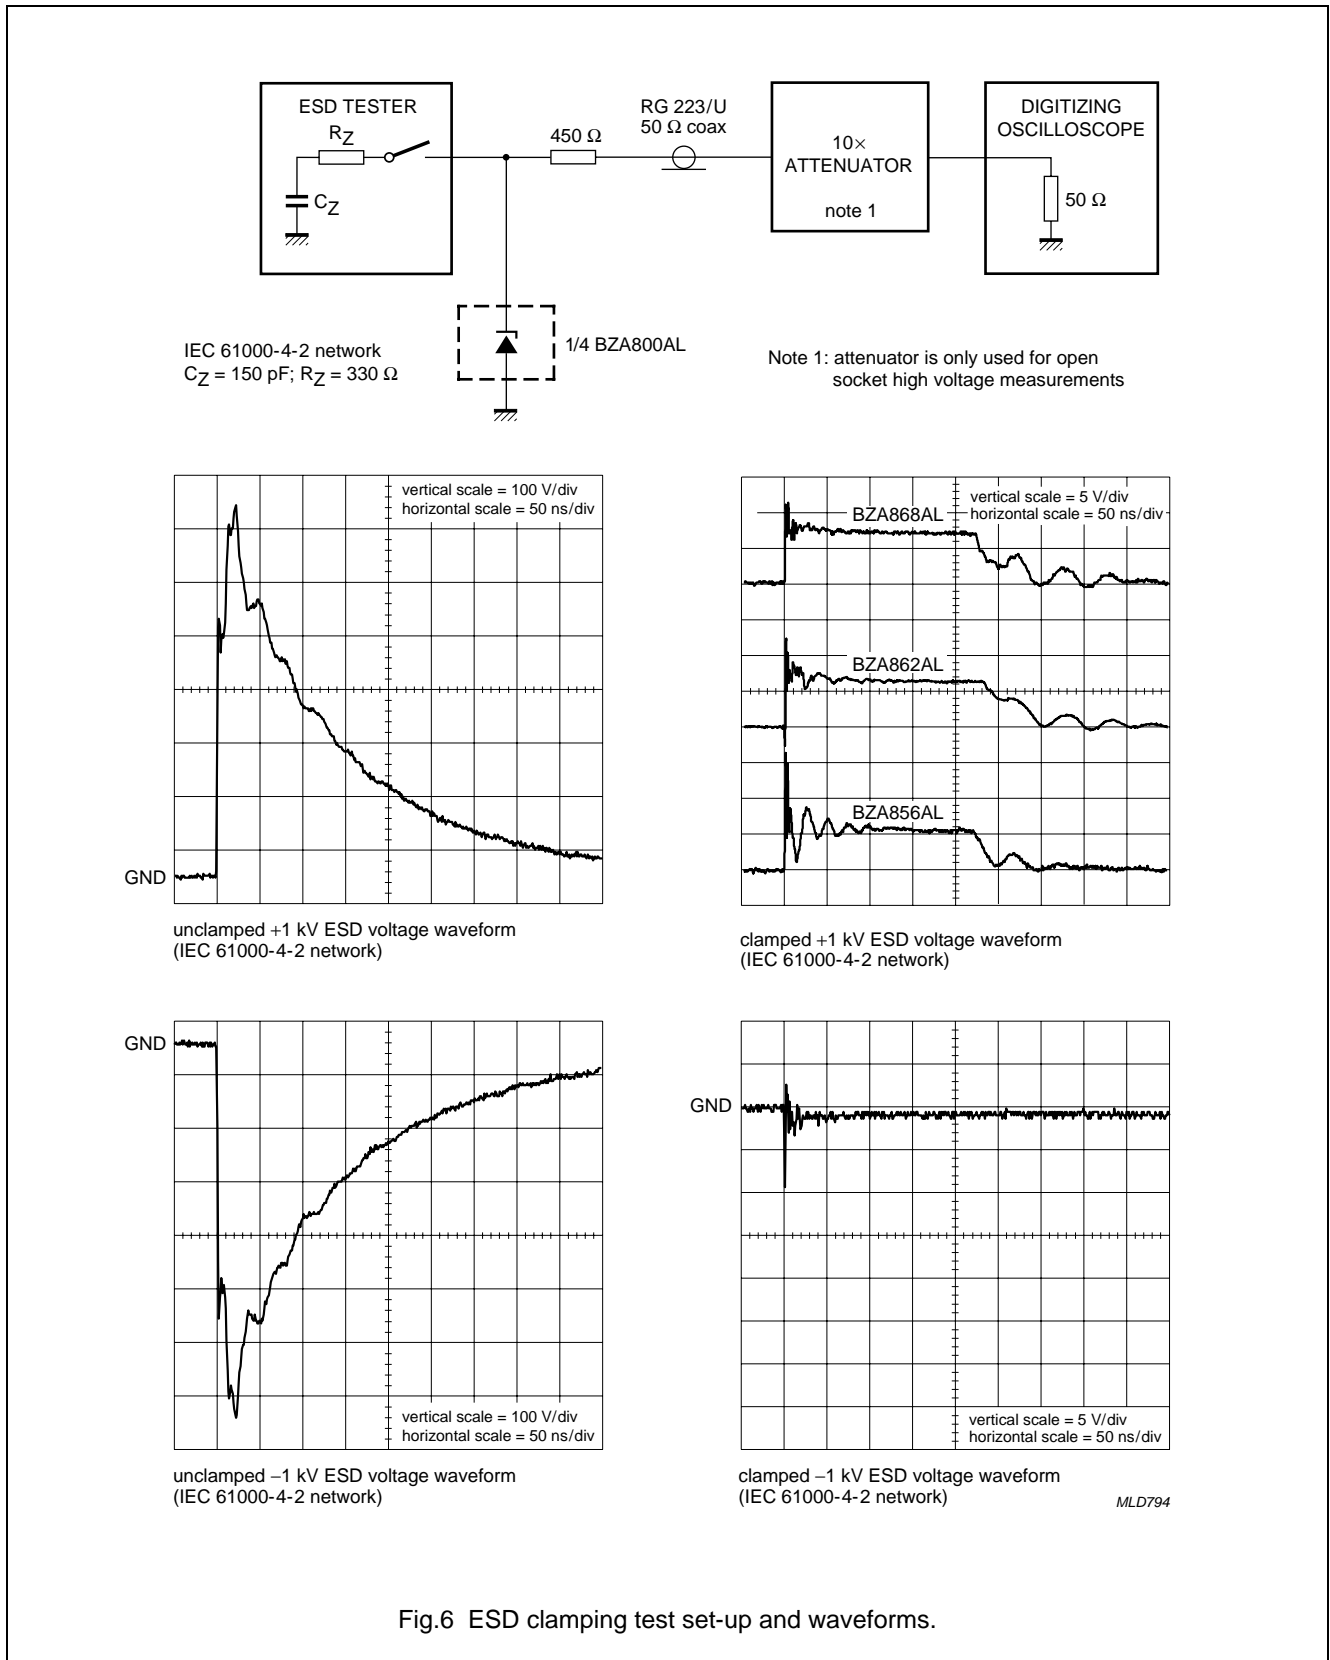 ESD TESTER
RZ
CZ
450 Ω
RG 223/U
50 Ω coax
10×
ATTENUATOR
note 1
DIGITIZING
OSCILLOSCOPE
50 Ω
1/4 BZA800AL
IEC 61000-4-2 network
CZ = 150 pF; RZ = 330 Ω
Note 1: attenuator is only used for open
socket high voltage measurements
vertical scale = 100 V/div
horizontal scale = 50 ns/div
GND
unclamped +1 kV ESD voltage waveform
(IEC 61000-4-2 network)
vertical scale = 5 V/div
horizontal scale = 50 ns/div
BZA868AL
BZA862AL
BZA856AL
clamped +1 kV ESD voltage waveform
(IEC 61000-4-2 network)
GND
vertical scale = 100 V/div
horizontal scale = 50 ns/div
unclamped −1 kV ESD voltage waveform
(IEC 61000-4-2 network)
GND
vertical scale = 5 V/div
horizontal scale = 50 ns/div
clamped −1 kV ESD voltage waveform
(IEC 61000-4-2 network)
MLD794
Fig.6 ESD clamping test set-up and waveforms.